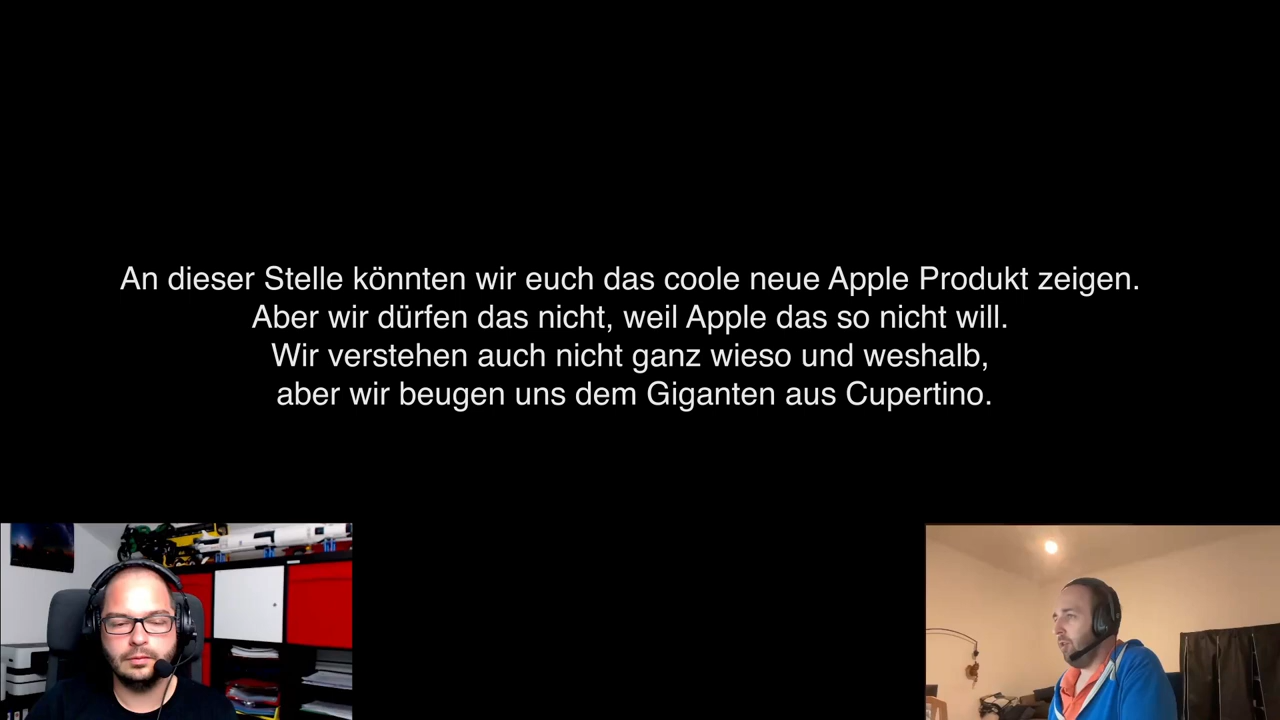 An dieser Stelle könnten wir euch das coole neue Apple Produkt zeigen.
Aber wir dürfen das nicht, weil Apple das so nicht will.
Wir verstehen auch nicht ganz wieso und weshalb,
aber wir beugen uns dem Giganten aus Cupertino.